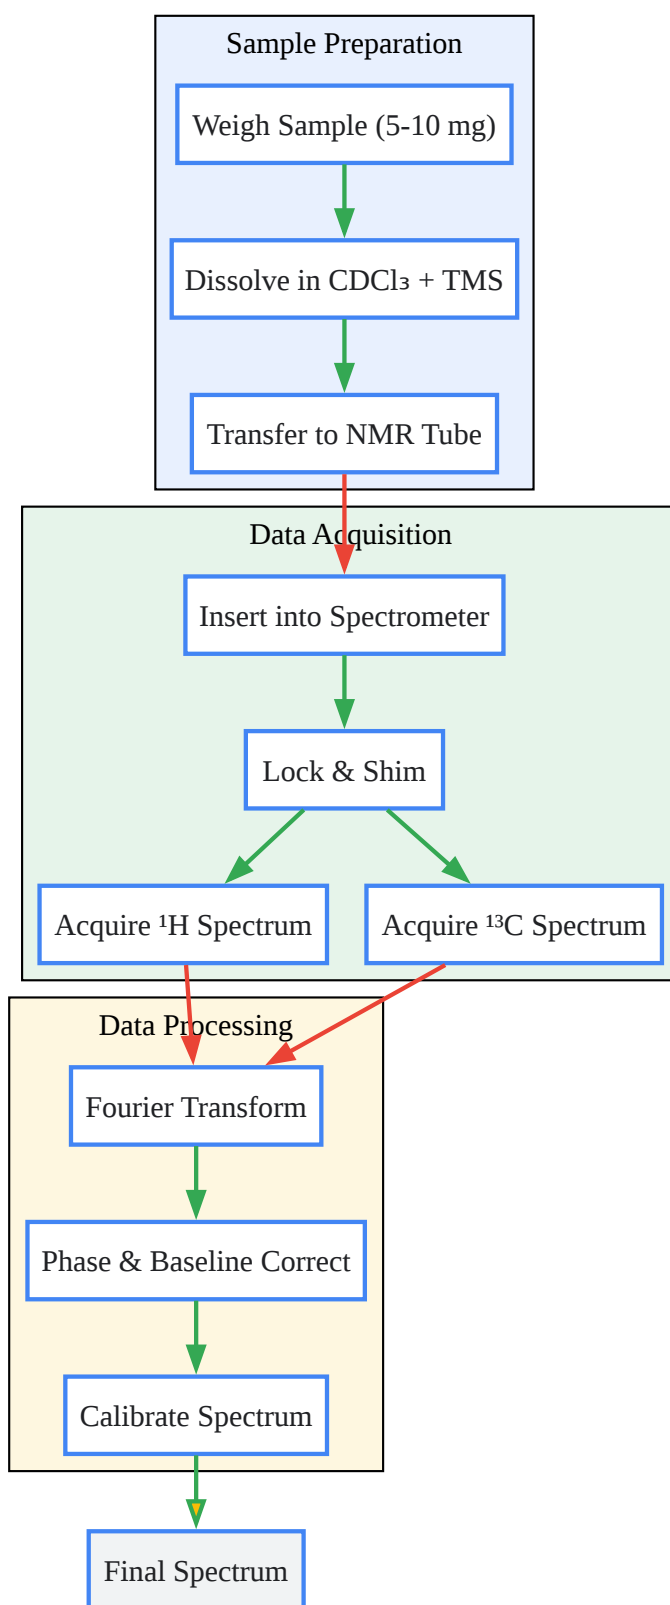 Sample Preparation
Weigh Sample (5-10 mg)
Dissolve in CDCl₃ + TMS
Transfer to NMR Tube
Data Acquisition
Insert into Spectrometer
Lock & Shim
Acquire ¹H Spectrum
Acquire ¹³C Spectrum
Data Processing
Fourier Transform
Phase & Baseline Correct
Calibrate Spectrum
Final Spectrum